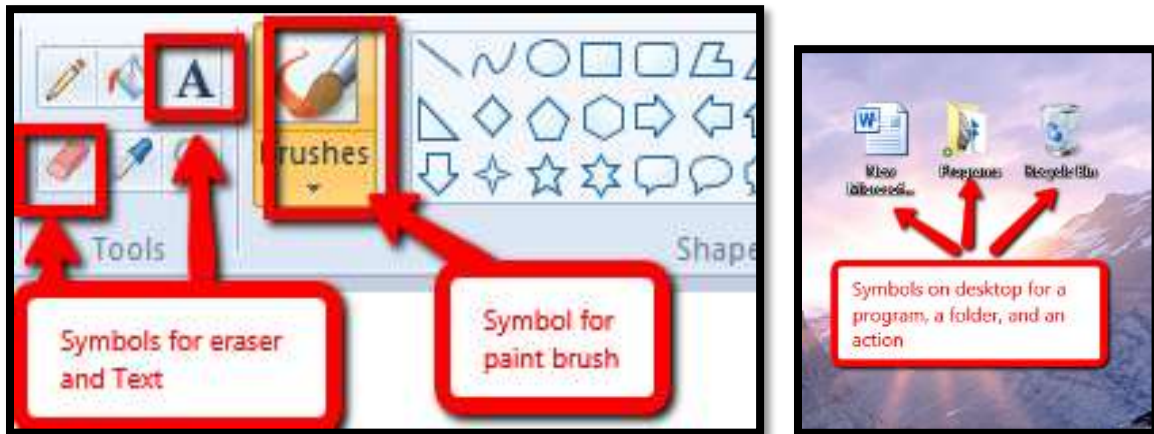 A
Brushes
Tools
Shape
Symbols for eraser
and Text
Symbol for
paint brush
W
New
Programs
Recycle Bin
Symbols on desktop for a
program, a folder, and an
action